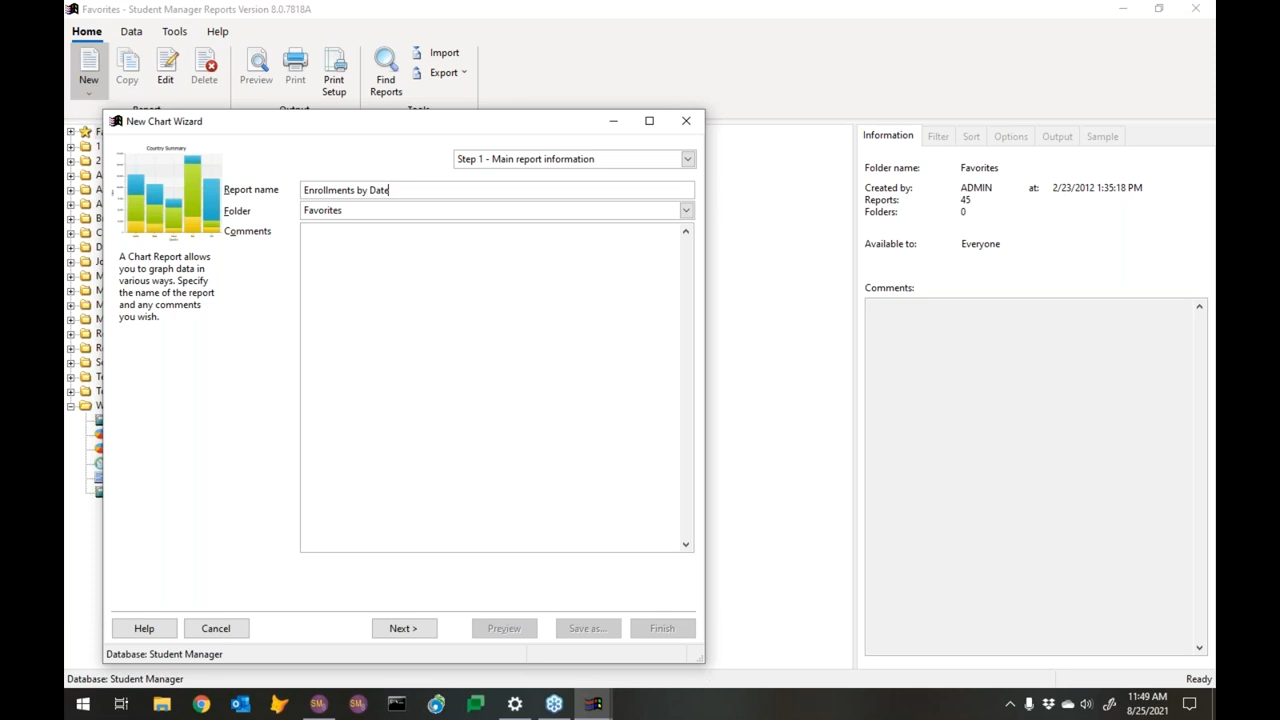 Favorites - Student Manager Reports Version 8.0.7818A
Home Data Tools Help
New Copy Edit Delete Preview Print Print Setup Find Reports Import Export
New Chart Wizard
Country Summary
Step 1 - Main report information
Report name Enrollments by Date
Folder Favorites
Comments
A Chart Report allows
you to graph data in
various ways. Specify
the name of the report
and any comments
you wish.
Help Cancel Next > Preview Save as... Finish
Database: Student Manager
Information Filter Sort Options Output Sample
Folder name: Favorites
Created by: ADMIN at: 2/23/2012 1:35:18 PM
Reports: 45
Folders: 0
Available to: Everyone
Comments:
Database: Student Manager Ready
SM SM
11:49 AM
8/25/2021